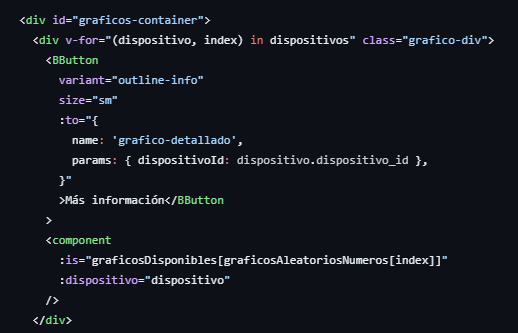 <div id="graficos-container">
<div v-for="(dispositivo, index) in dispositivos" class="grafico-div">
<BButton
variant="outline-info"
size="sm"
:to="{
name: 'grafico-detallado',
params: { dispositivoId: dispositivo.dispositivo_id },
}"
>Más información</BButton
>
<component
:is="graficosDisponibles[graficosAleatoriosNumeros[index]]"
:dispositivo="dispositivo"
/>
</div>